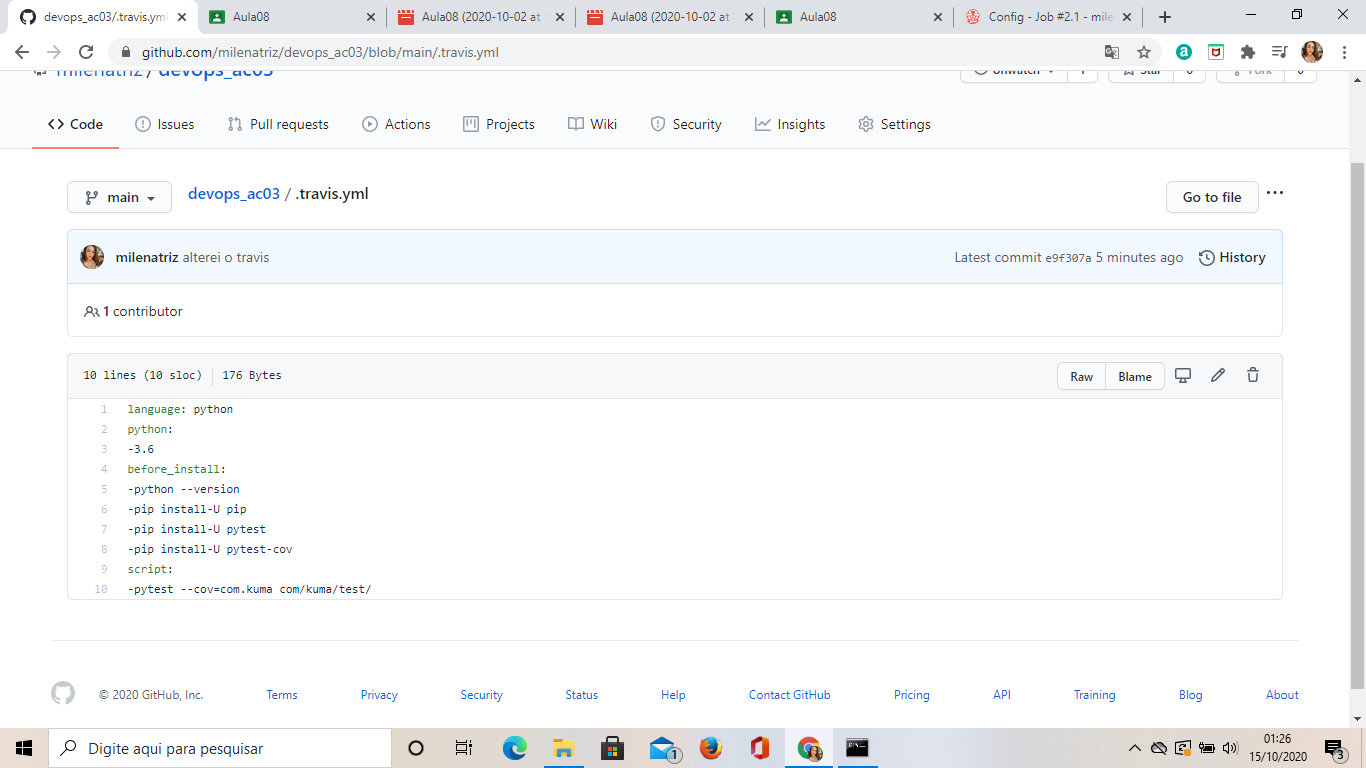 devops_ac03/.travis.yml
Aula08
Aula08 (2020-10-02 at
Aula08 (2020-10-02 at
Aula08
Config - Job #2.1 - mile
github.com/milenatriz/devops_ac03/blob/main/.travis.yml
milenatriz / devops_ac03
Unwatch 1 Star 0 Fork 0
Code Issues Pull requests Actions Projects Wiki Security Insights Settings
main devops_ac03 / .travis.yml Go to file ...
milenatriz alterei o travis Latest commit e9f307a 5 minutes ago History
1 contributor
10 lines (10 sloc) 176 Bytes Raw Blame
1 language: python
2 python:
3 -3.6
4 before_install:
5 -python --version
6 -pip install-U pip
7 -pip install-U pytest
8 -pip install-U pytest-cov
9 script:
10 -pytest --cov=com.kuma com/kuma/test/
© 2020 GitHub, Inc. Terms Privacy Security Status Help Contact GitHub Pricing API Training Blog About
Digite aqui para pesquisar
1
01:26
15/10/2020
3